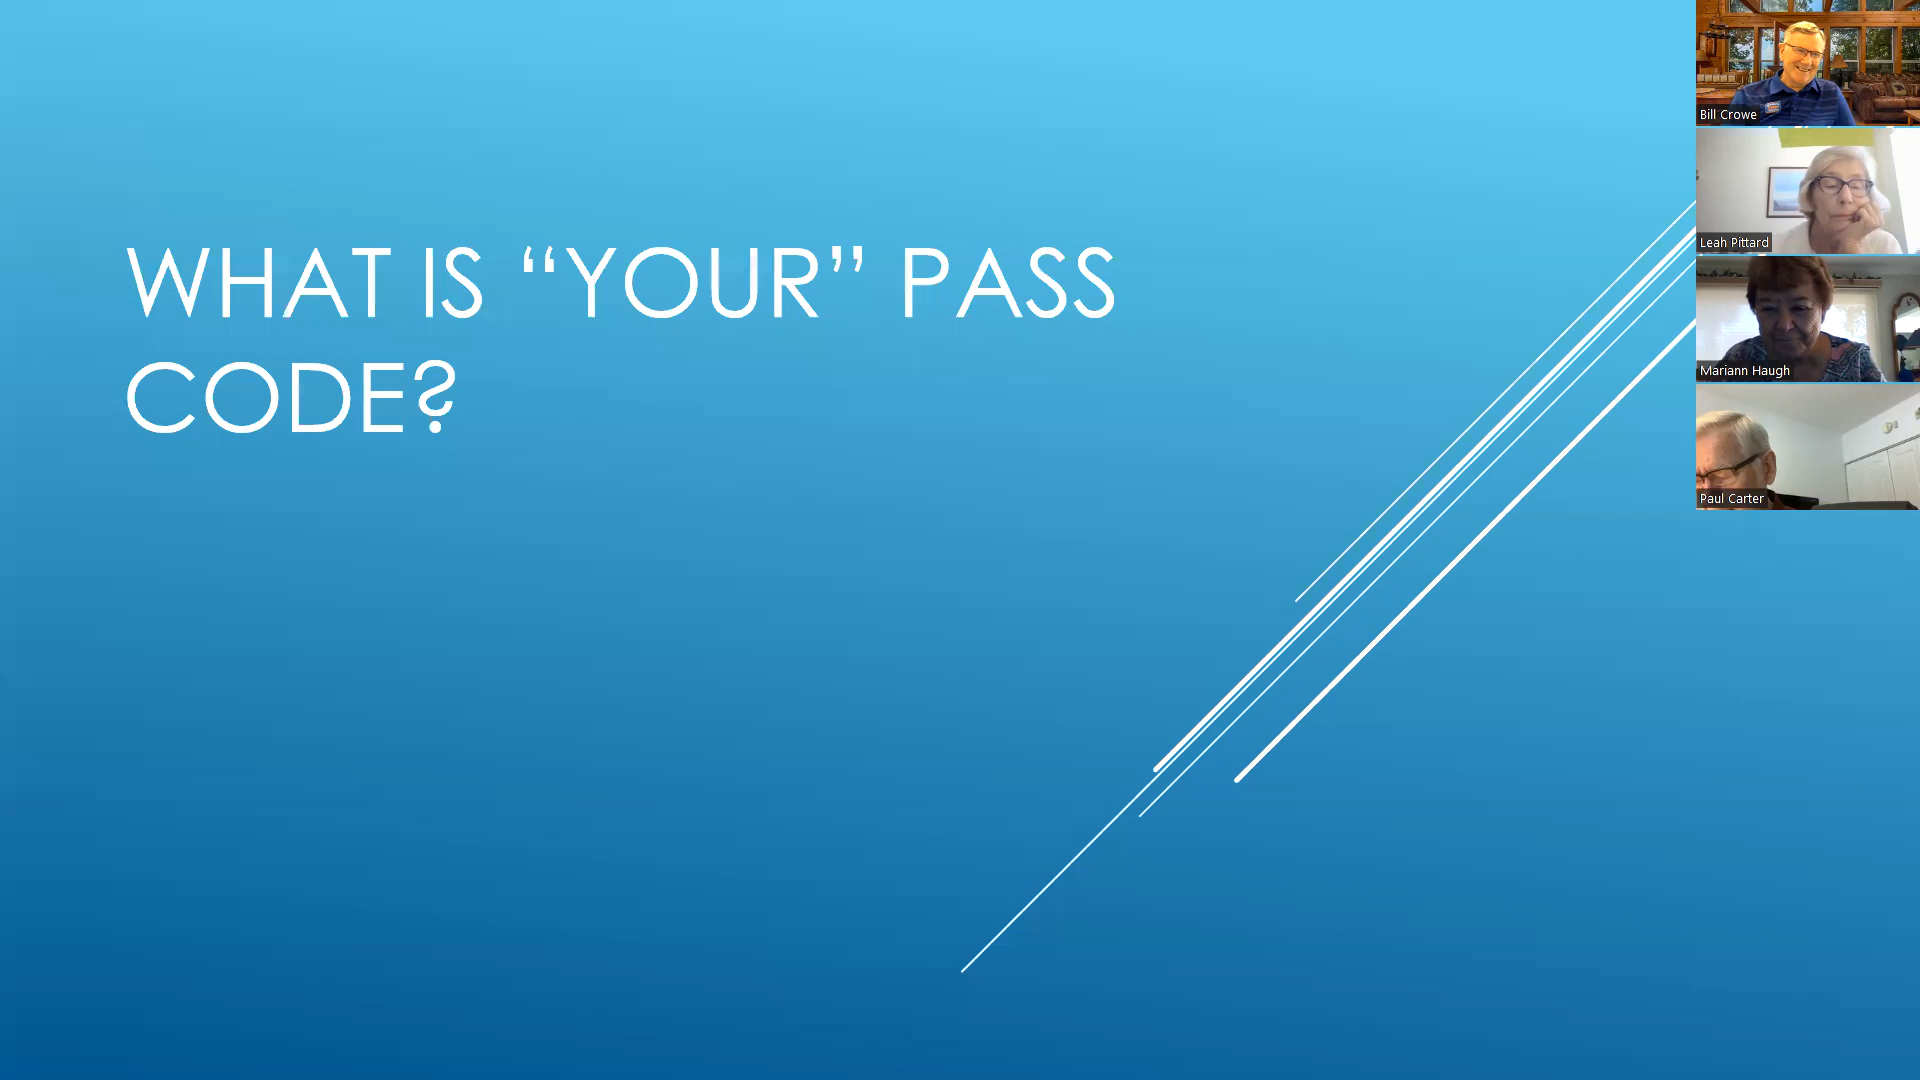 WHAT IS “YOUR” PASS
CODE?
Bill Crowe
Leah Pittard
Mariann Haugh
Paul Carter